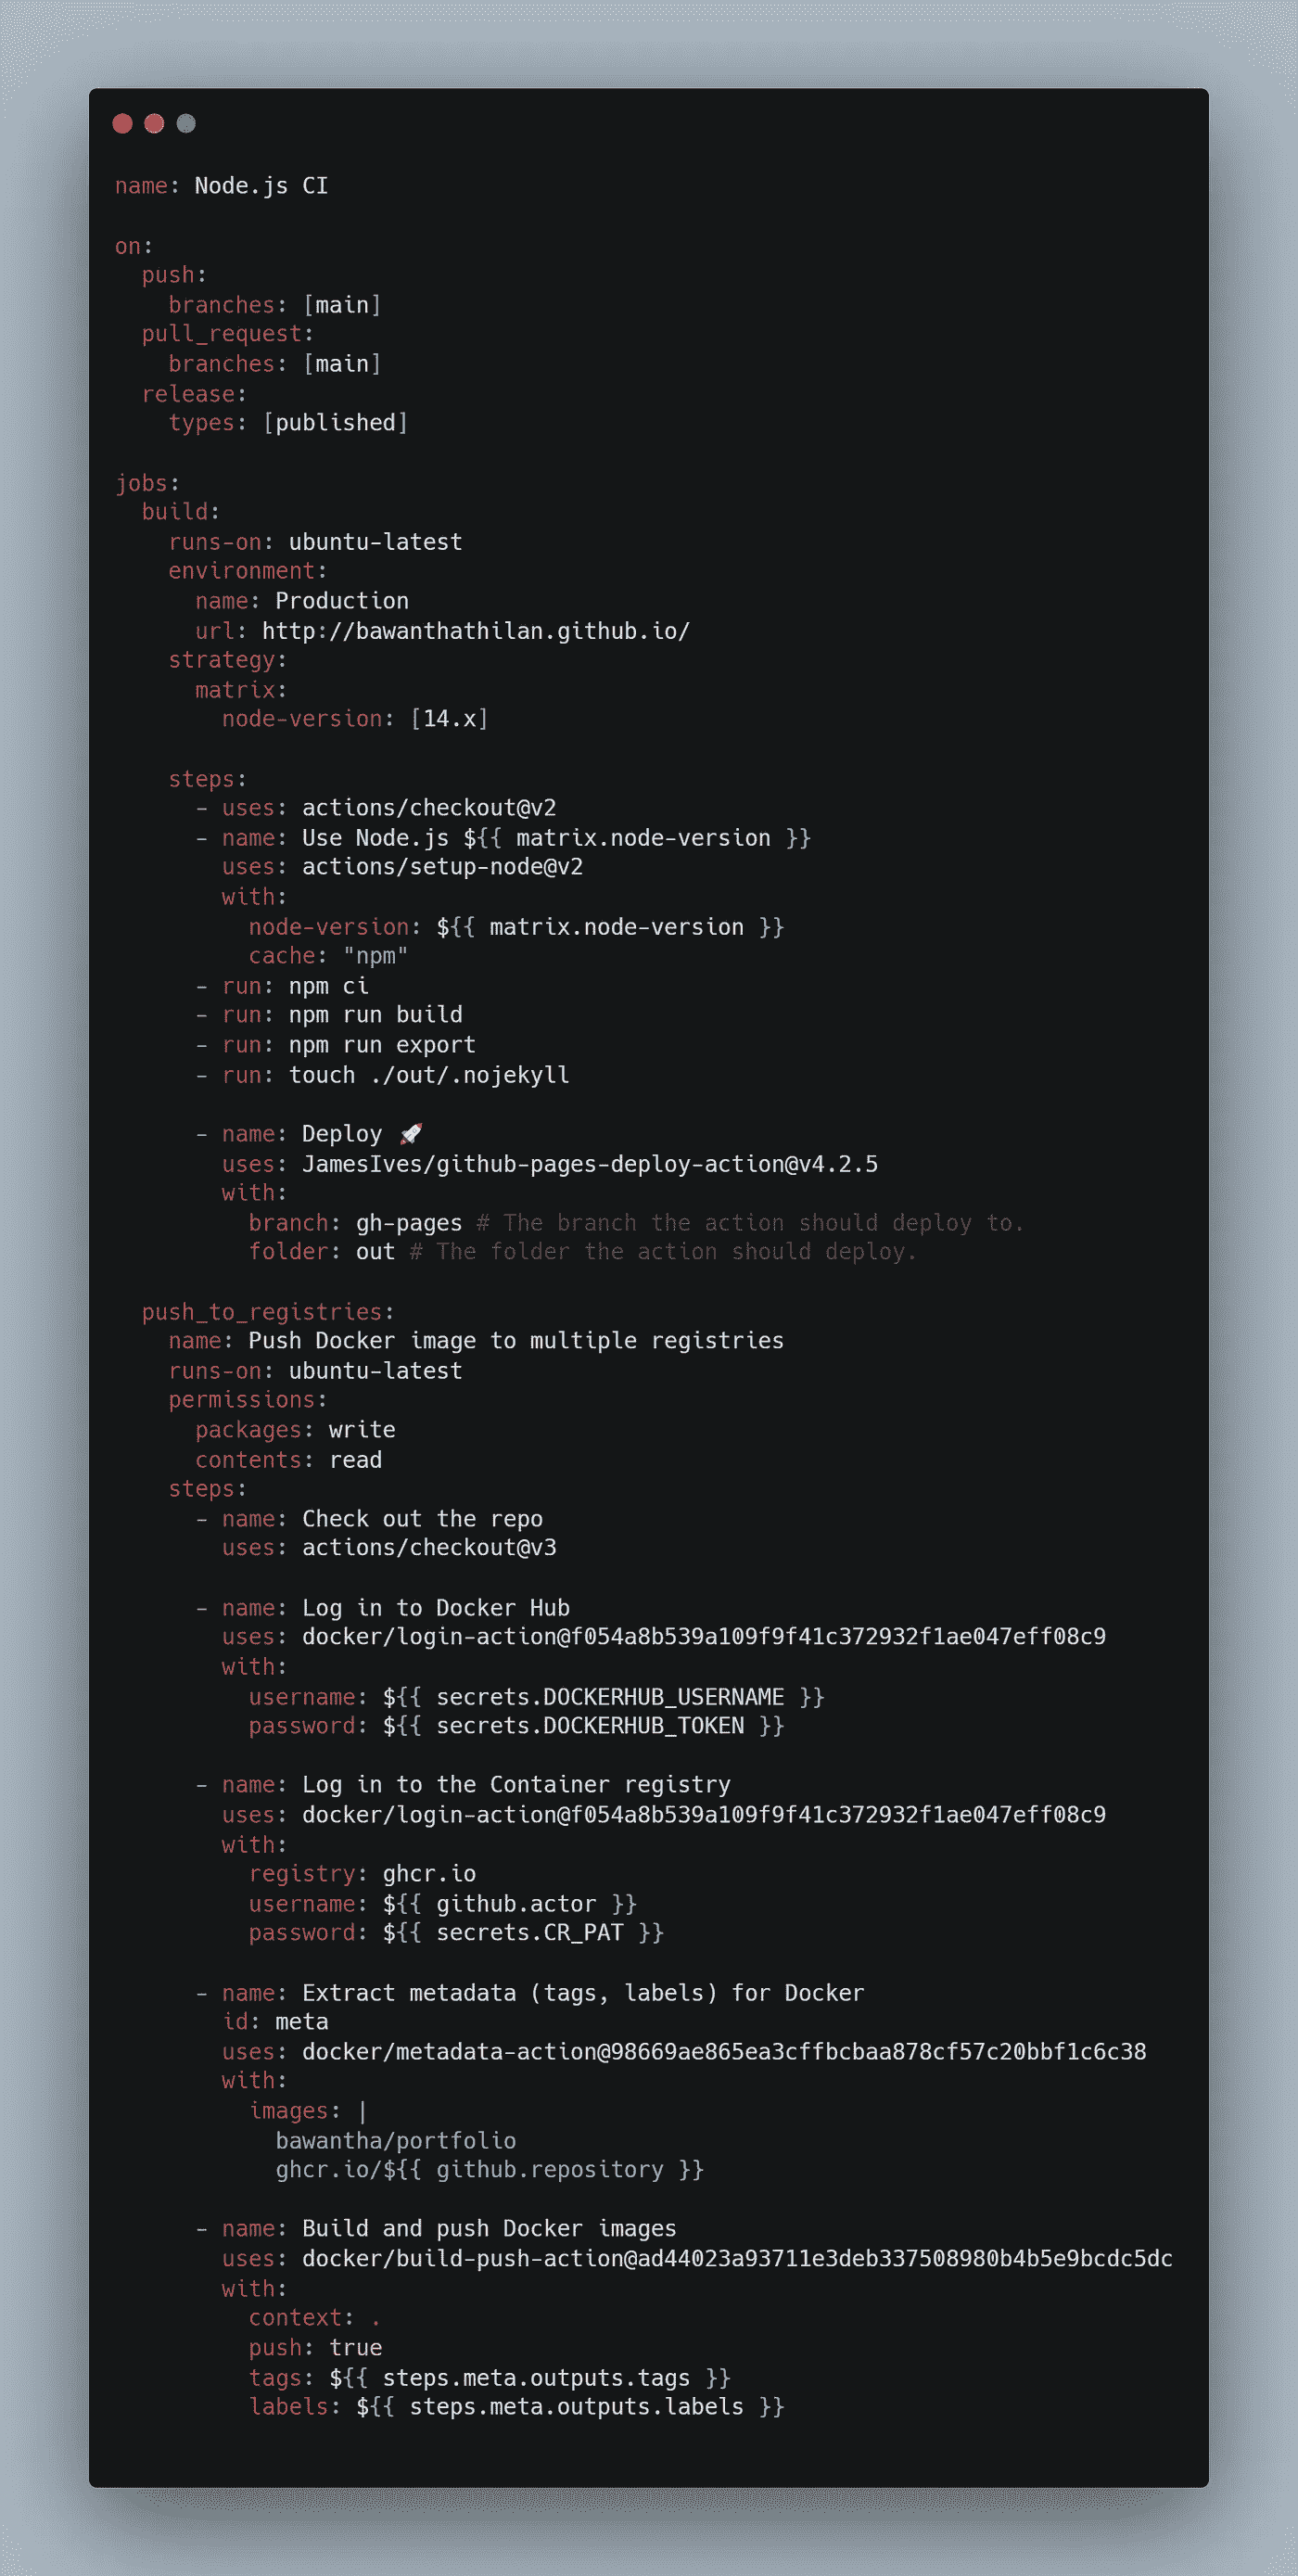 name: Node.js CI

on:
  push:
    branches: [main]
  pull_request:
    branches: [main]
  release:
    types: [published]

jobs:
  build:
    runs-on: ubuntu-latest
    environment:
      name: Production
      url: http://bawanthathilan.github.io/
    strategy:
      matrix:
        node-version: [14.x]

    steps:
      - uses: actions/checkout@v2
      - name: Use Node.js ${{ matrix.node-version }}
        uses: actions/setup-node@v2
        with:
          node-version: ${{ matrix.node-version }}
          cache: "npm"
      - run: npm ci
      - run: npm run build
      - run: npm run export
      - run: touch ./out/.nojekyll

      - name: Deploy 🚀
        uses: JamesIves/github-pages-deploy-action@v4.2.5
        with:
          branch: gh-pages # The branch the action should deploy to.
          folder: out # The folder the action should deploy.

  push_to_registries:
    name: Push Docker image to multiple registries
    runs-on: ubuntu-latest
    permissions:
      packages: write
      contents: read
    steps:
      - name: Check out the repo
        uses: actions/checkout@v3

      - name: Log in to Docker Hub
        uses: docker/login-action@f054a8b539a109f9f41c372932f1ae047eff08c9
        with:
          username: ${{ secrets.DOCKERHUB_USERNAME }}
          password: ${{ secrets.DOCKERHUB_TOKEN }}

      - name: Log in to the Container registry
        uses: docker/login-action@f054a8b539a109f9f41c372932f1ae047eff08c9
        with:
          registry: ghcr.io
          username: ${{ github.actor }}
          password: ${{ secrets.CR_PAT }}

      - name: Extract metadata (tags, labels) for Docker
        id: meta
        uses: docker/metadata-action@98669ae865ea3cffbcbaa878cf57c20bbf1c6c38
        with:
          images: |
            bawantha/portfolio
            ghcr.io/${{ github.repository }}

      - name: Build and push Docker images
        uses: docker/build-push-action@ad44023a93711e3deb337508980b4b5e9bcdc5dc
        with:
          context: .
          push: true
          tags: ${{ steps.meta.outputs.tags }}
          labels: ${{ steps.meta.outputs.labels }}